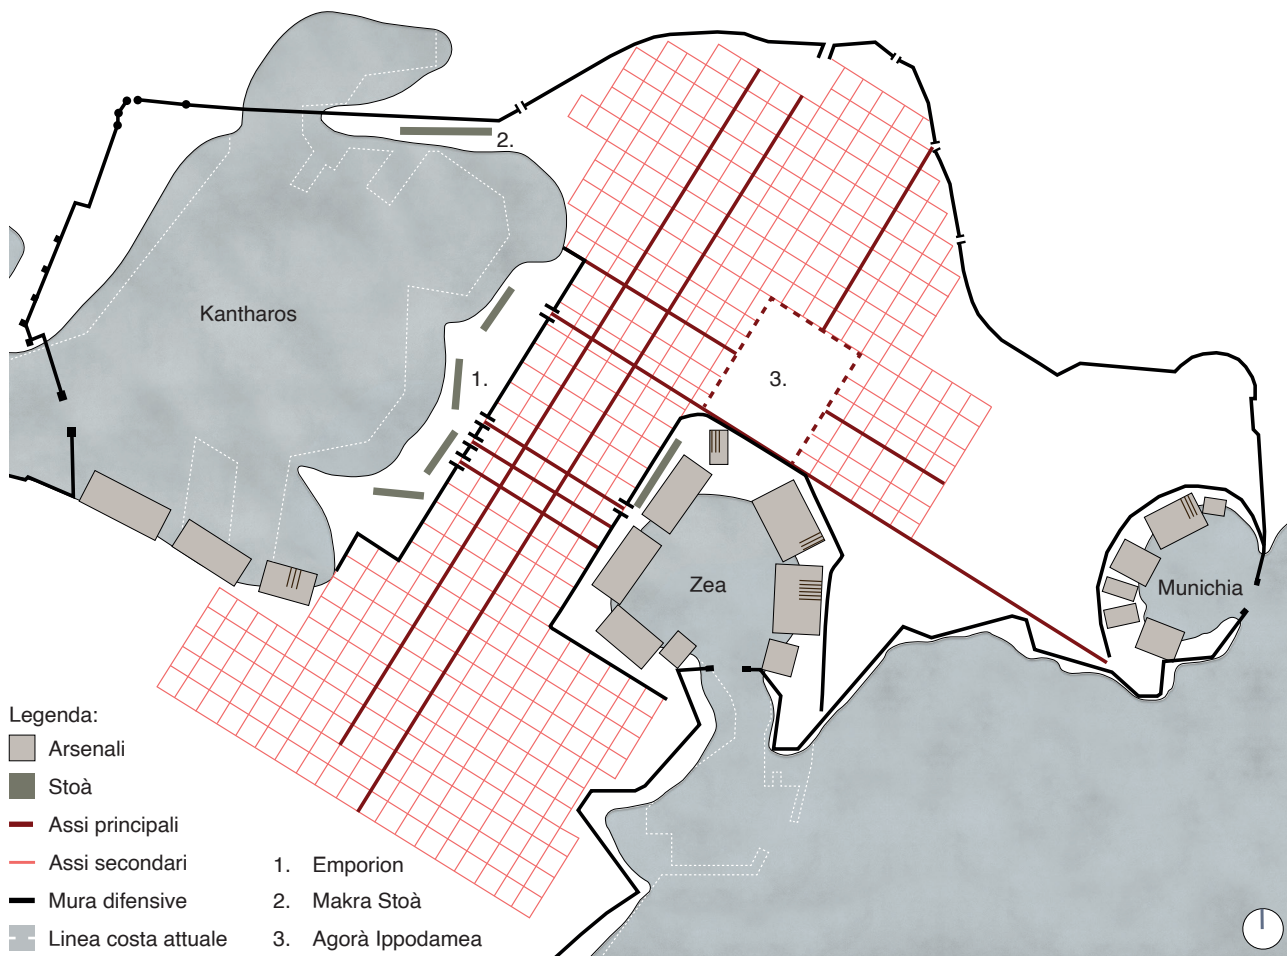 2.
Kantharos
1.
3.
Zea
Munichia
Legenda:
Arsenali
Stoà
Assi principali
Assi secondari
Mura difensive
Linea costa attuale
1. Emporion
2. Makra Stoà
3. Agorà Ippodamea